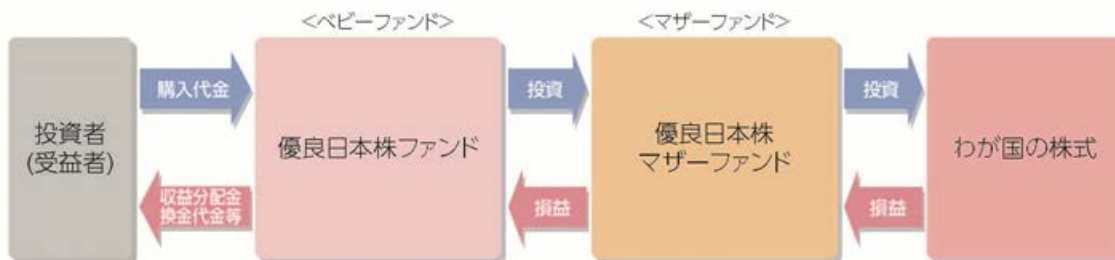 <ベビーファンド>
<マザーファンド>
投資者
(受益者)
購入代金
収益分配金
換金代金等
優良日本株ファンド
投資
損益
優良日本株
マザーファンド
投資
損益
わが国の株式